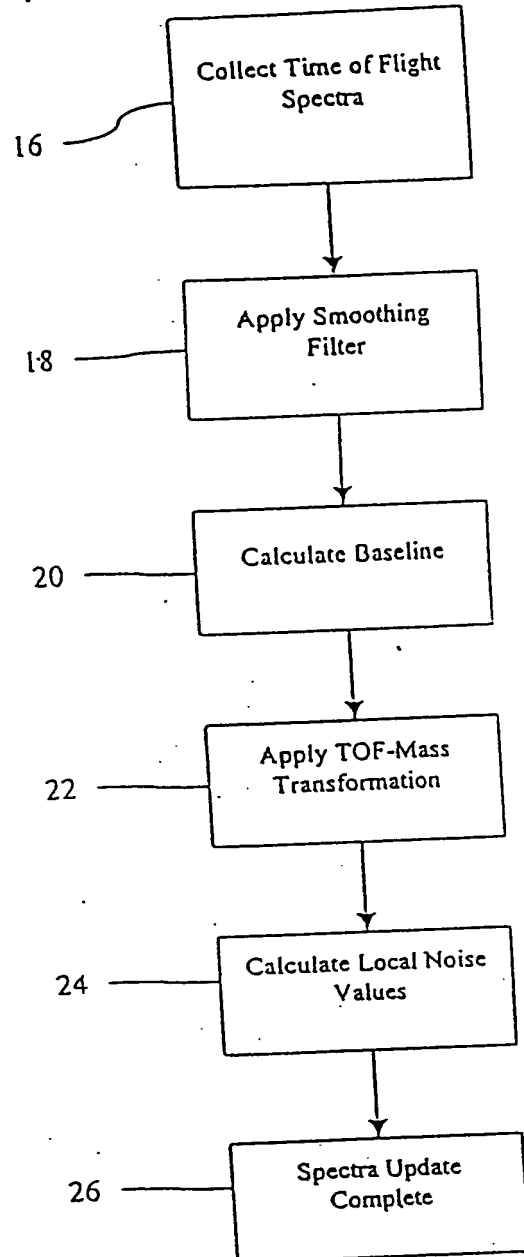 Collect Time of Flight
Spectra
16
Apply Smoothing
Filter
18
Calculate Baseline
20
Apply TOF-Mass
Transformation
22
Calculate Local Noise
Values
24
Spectra Update
Complete
26